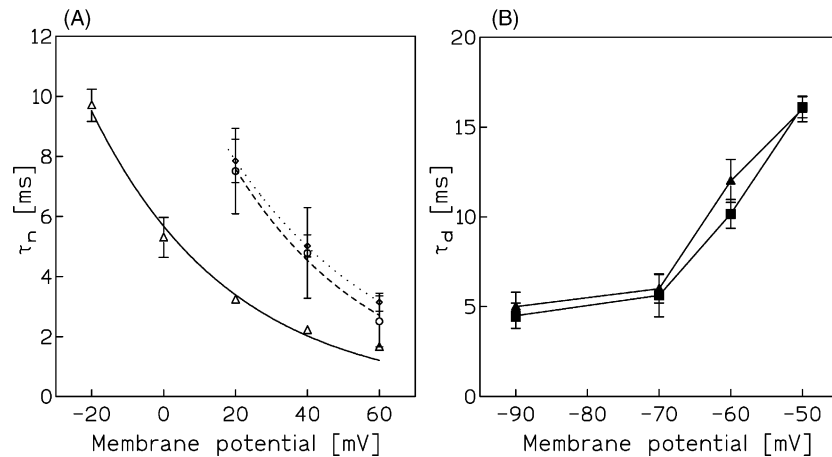 (A)
12
10
8
6
4
2
0
τn [ms]
-20 0 20 40 60
Membrane potential [mV]
(B)
20
15
10
5
0
τd [ms]
-90 -80 -70 -60 -50
Membrane potential [mV]